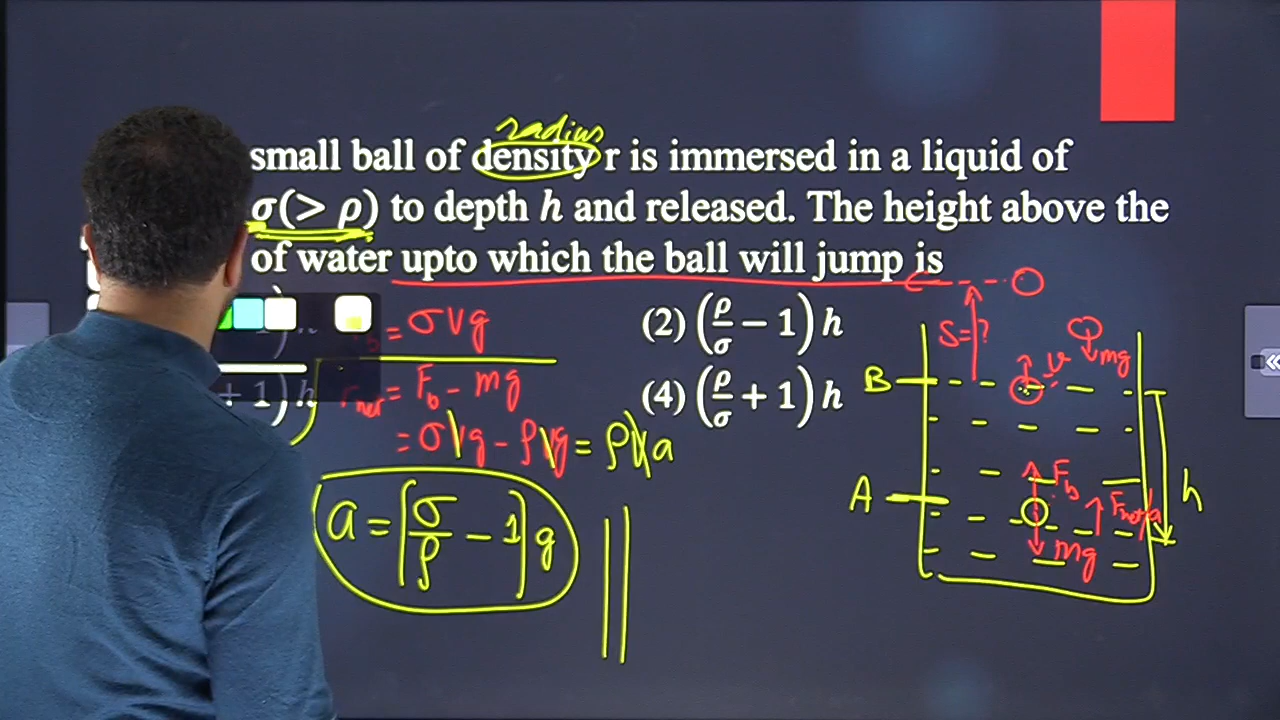 radius
small ball of density r is immersed in a liquid of
σ(> ρ) to depth h and released. The height above the
of water upto which the ball will jump is
= σVg
(2) (ρ/σ − 1) h
S=?
mg
v
B
= F_b − mg
+ 1) h
(4) (ρ/σ + 1) h
= σVg − ρVg = ρVa
A
F_b
h
mg
a = [σ/ρ − 1] g